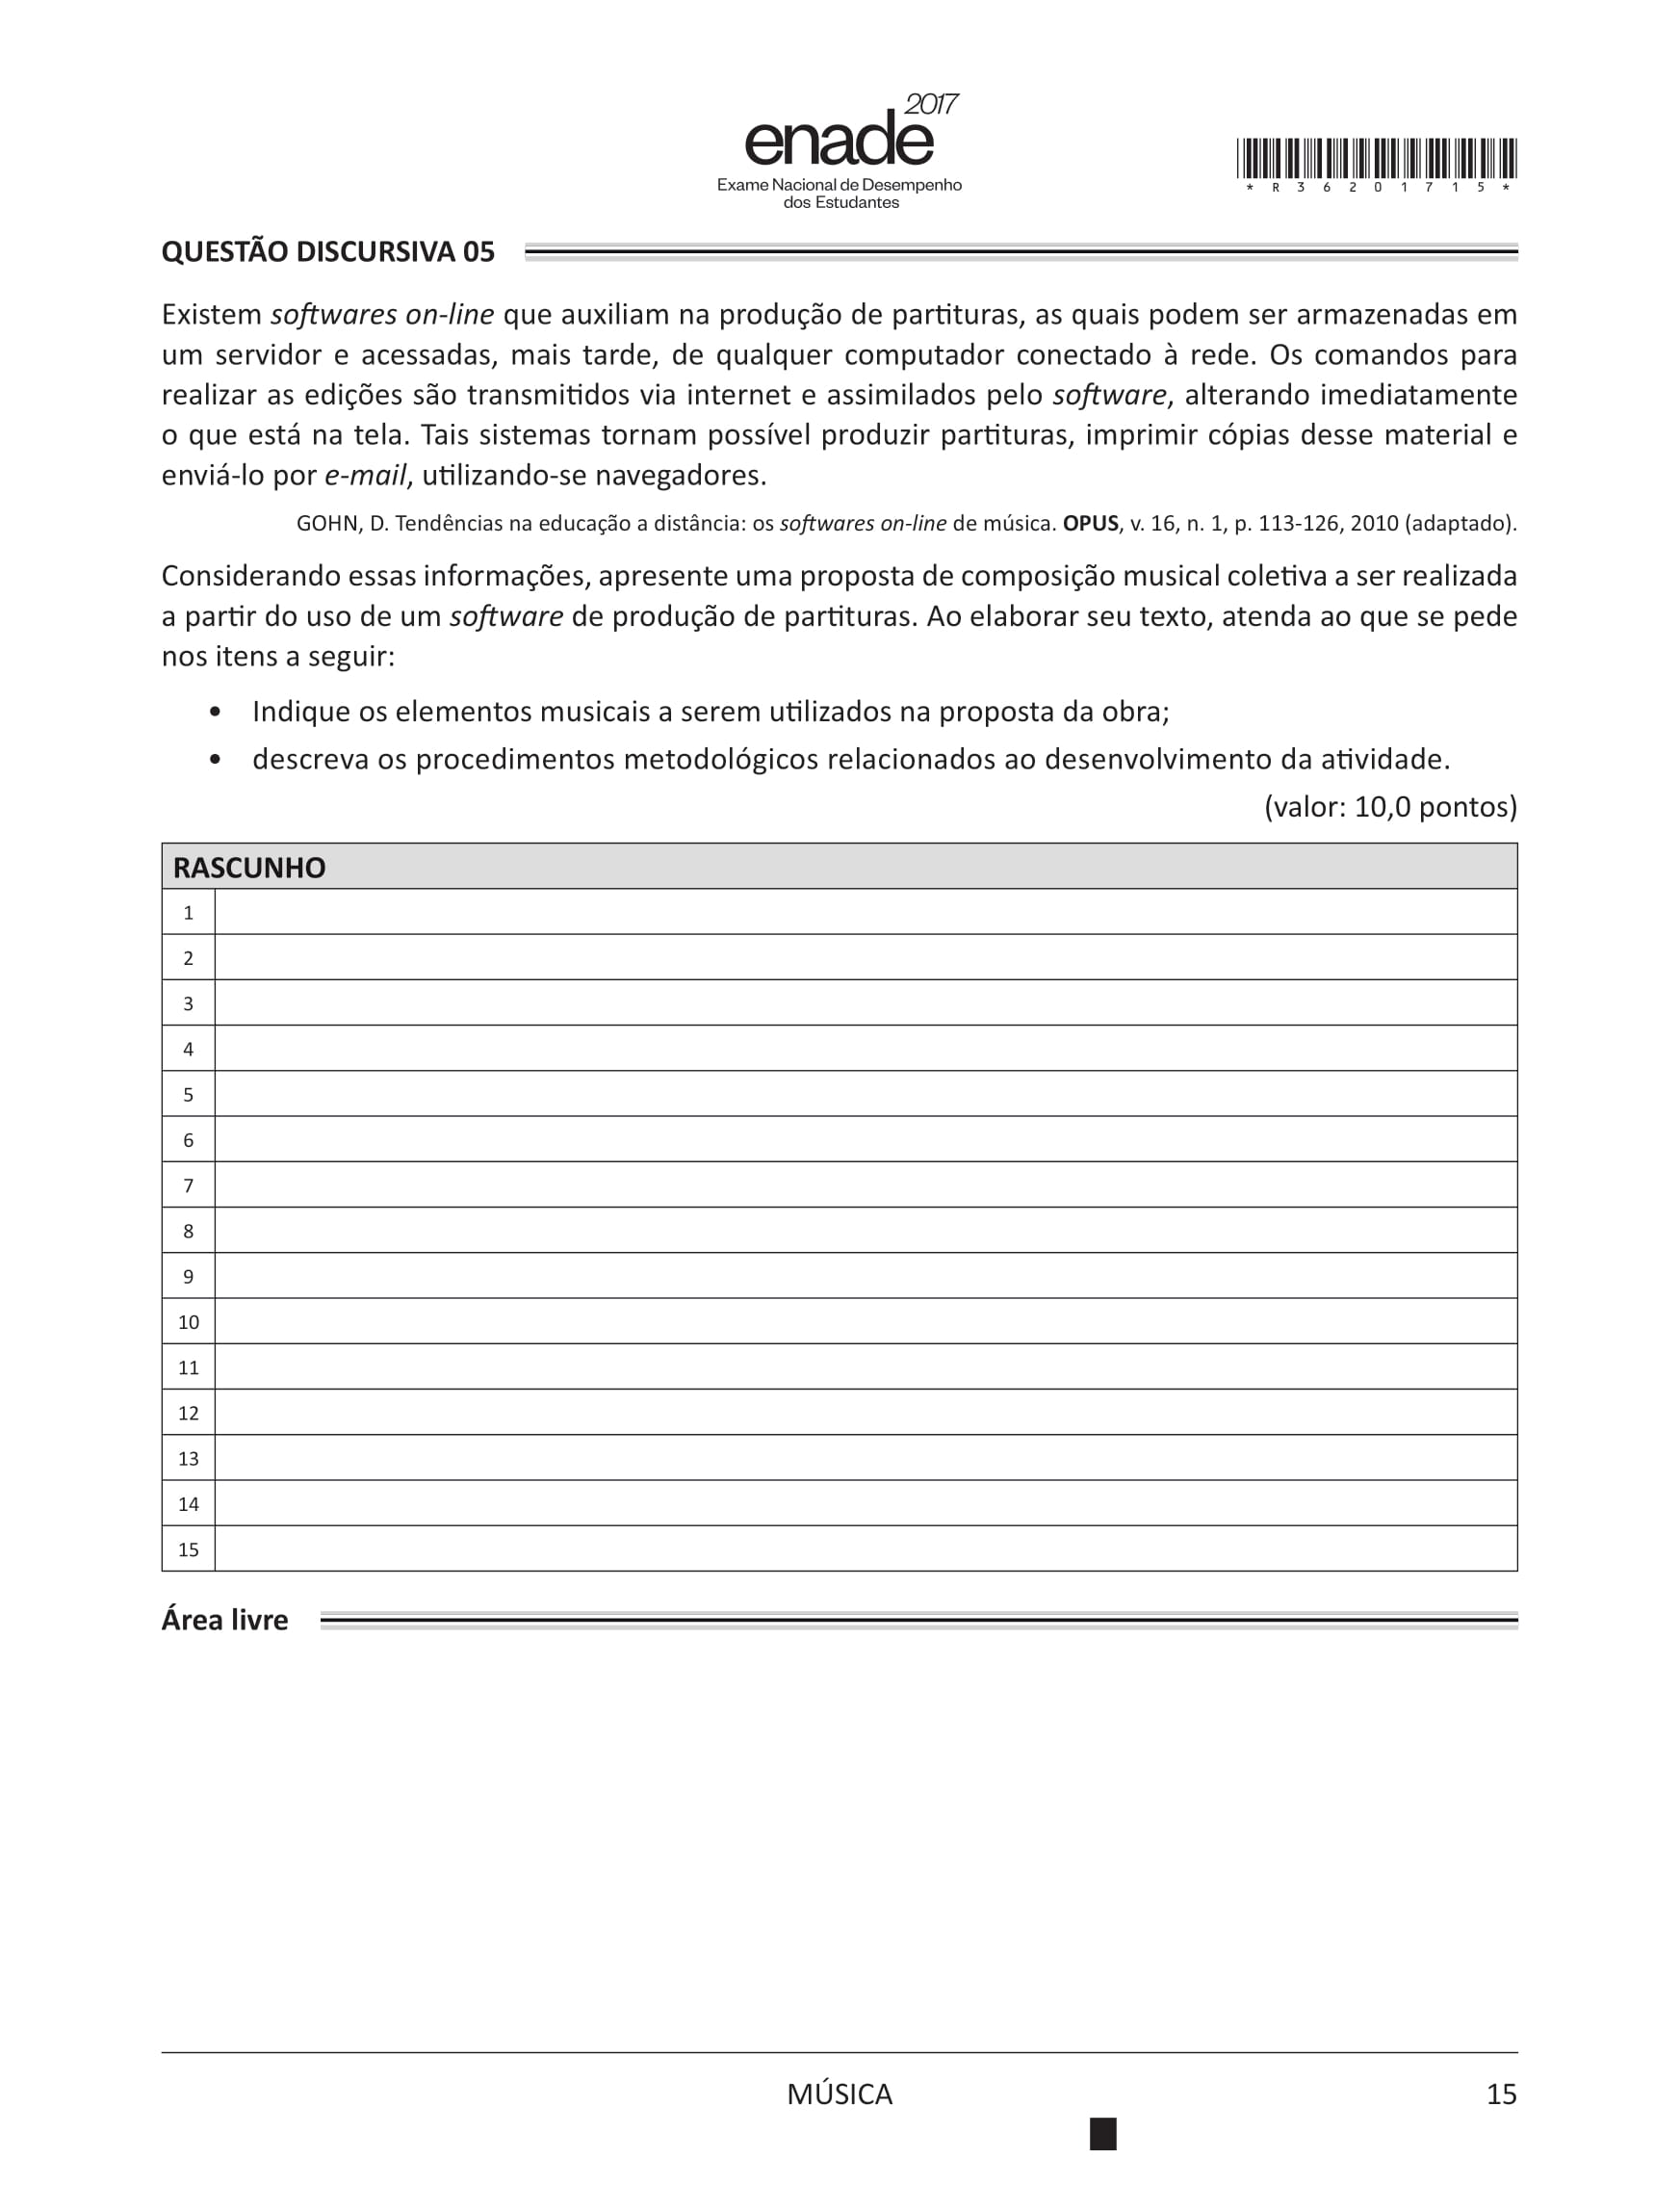 2017
enade
Exame Nacional de Desempenho
dos Estudantes
* R 3 6 2 0 1 7 1 5 *
QUESTÃO DISCURSIVA 05
Existem softwares on-line que auxiliam na produção de partituras, as quais podem ser armazenadas em
um servidor e acessadas, mais tarde, de qualquer computador conectado à rede. Os comandos para
realizar as edições são transmitidos via internet e assimilados pelo software, alterando imediatamente
o que está na tela. Tais sistemas tornam possível produzir partituras, imprimir cópias desse material e
enviá-lo por e-mail, utilizando-se navegadores.
GOHN, D. Tendências na educação a distância: os softwares on-line de música. OPUS, v. 16, n. 1, p. 113-126, 2010 (adaptado).
Considerando essas informações, apresente uma proposta de composição musical coletiva a ser realizada
a partir do uso de um software de produção de partituras. Ao elaborar seu texto, atenda ao que se pede
nos itens a seguir:
• Indique os elementos musicais a serem utilizados na proposta da obra;
• descreva os procedimentos metodológicos relacionados ao desenvolvimento da atividade.
(valor: 10,0 pontos)
RASCUNHO
1
2
3
4
5
6
7
8
9
10
11
12
13
14
15
Área livre
MÚSICA
15